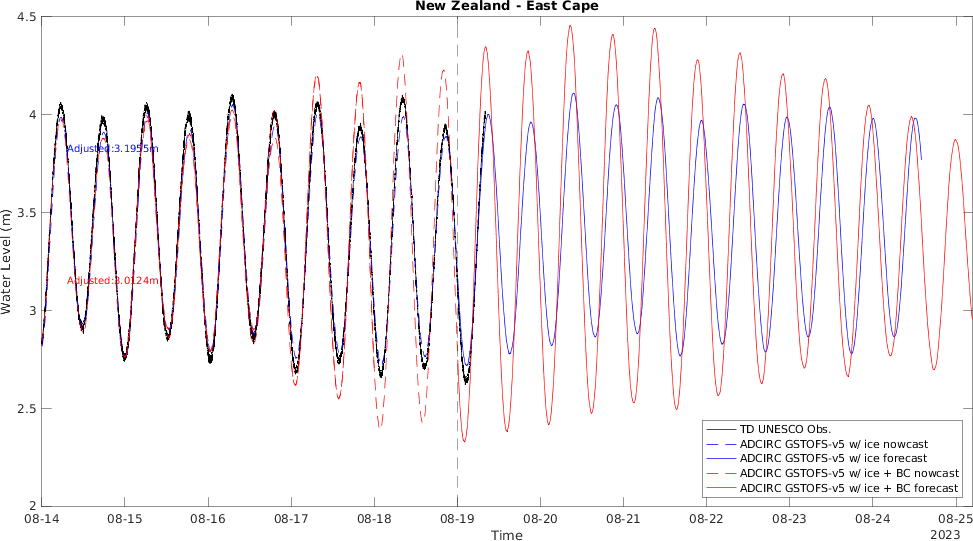 New Zealand - East Cape
4.5
4
3.5
3
2.5
2
Water Level (m)
Adjusted:3.1955m
Adjusted:3.0124m
TD UNESCO Obs.
ADCIRC GSTOFS-v5 w/ ice nowcast
ADCIRC GSTOFS-v5 w/ ice forecast
ADCIRC GSTOFS-v5 w/ ice + BC nowcast
ADCIRC GSTOFS-v5 w/ ice + BC forecast
08-14 08-15 08-16 08-17 08-18 08-19 08-20 08-21 08-22 08-23 08-24 08-25
Time
2023